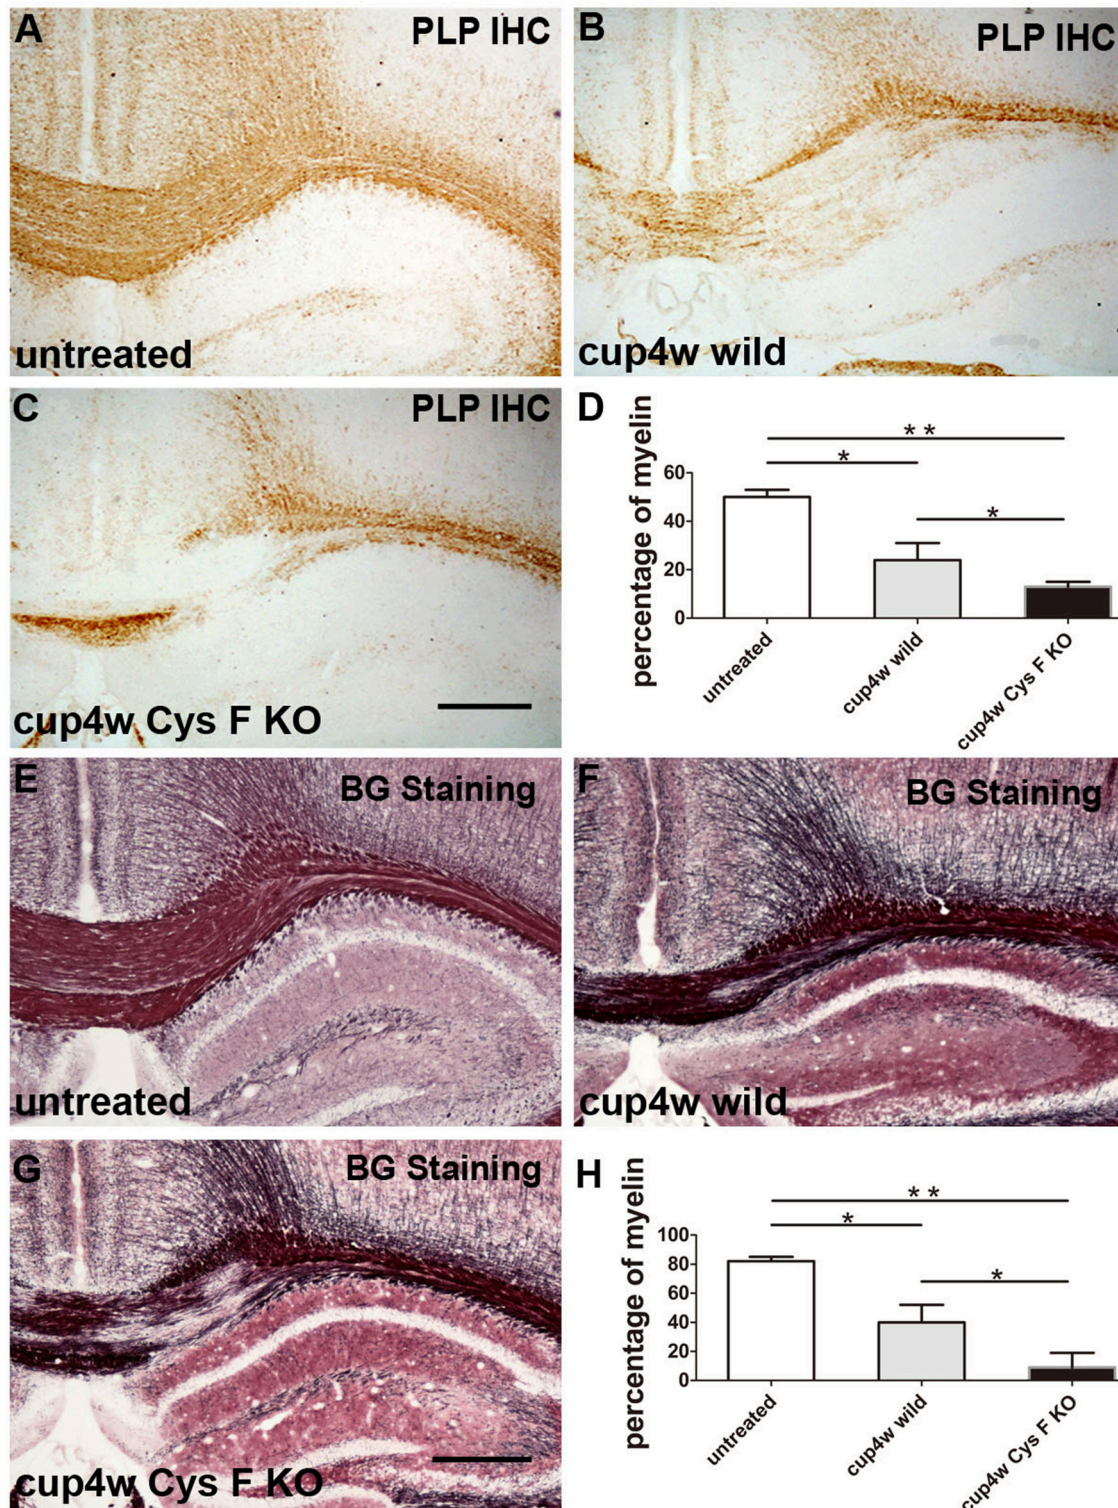 A
PLP IHC
untreated
B
PLP IHC
cup4w wild
C
PLP IHC
cup4w Cys F KO
D
percentage of myelin
* *
*
*
60
40
20
0
untreated
cup4w wild
cup4w Cys F KO
E
BG Staining
untreated
F
BG Staining
cup4w wild
G
BG Staining
cup4w Cys F KO
H
percentage of myelin
* *
*
*
100
80
60
40
20
0
untreated
cup4w wild
cup4w Cys F KO